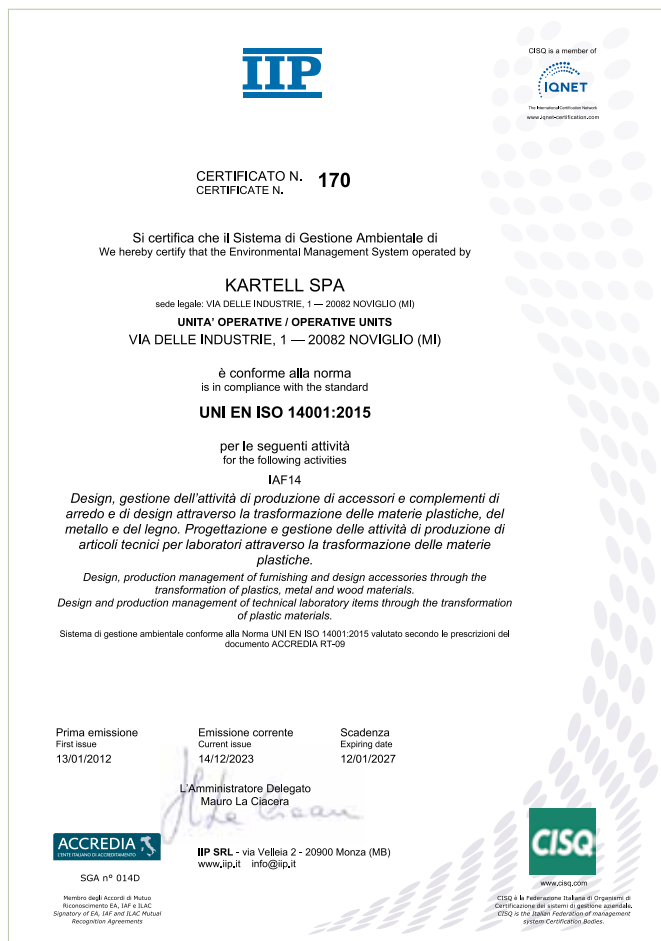 IIP
CISQ is a member of
IQNET
The International Certification Network
www.iqnet-certification.com
CERTIFICATO N. 170
CERTIFICATE N.
Si certifica che il Sistema di Gestione Ambientale di
We hereby certify that the Environmental Management System operated by
KARTELL SPA
sede legale: VIA DELLE INDUSTRIE, 1 — 20082 NOVIGLIO (MI)
UNITA' OPERATIVE / OPERATIVE UNITS
VIA DELLE INDUSTRIE, 1 — 20082 NOVIGLIO (MI)
è conforme alla norma
is in compliance with the standard
UNI EN ISO 14001:2015
per le seguenti attività
for the following activities
IAF14
Design, gestione dell'attività di produzione di accessori e complementi di
arredo e di design attraverso la trasformazione delle materie plastiche, del
metallo e del legno. Progettazione e gestione delle attività di produzione di
articoli tecnici per laboratori attraverso la trasformazione delle materie
plastiche.
Design, production management of furnishing and design accessories through the
transformation of plastics, metal and wood materials.
Design and production management of technical laboratory items through the transformation
of plastic materials.
Sistema di gestione ambientale conforme alla Norma UNI EN ISO 14001:2015 valutato secondo le prescrizioni del
documento ACCREDIA RT-09
Prima emissione
First issue
13/01/2012
Emissione corrente
Current issue
14/12/2023
Scadenza
Expiring date
12/01/2027
L'Amministratore Delegato
Mauro La Ciacera
ACCREDIA
L'ENTE ITALIANO DI ACCREDITAMENTO
SGA n° 014D
Membro degli Accordi di Mutuo
Riconoscimento EA, IAF e ILAC
Signatory of EA, IAF and ILAC Mutual
Recognition Agreements
IIP SRL - via Velleia 2 - 20900 Monza (MB)
www.iip.it info@iip.it
CISQ
www.cisq.com
CISQ è la Federazione Italiana di Organismi di
Certificazione dei sistemi di gestione aziendale.
CISQ is the Italian Federation of management
system Certification Bodies.